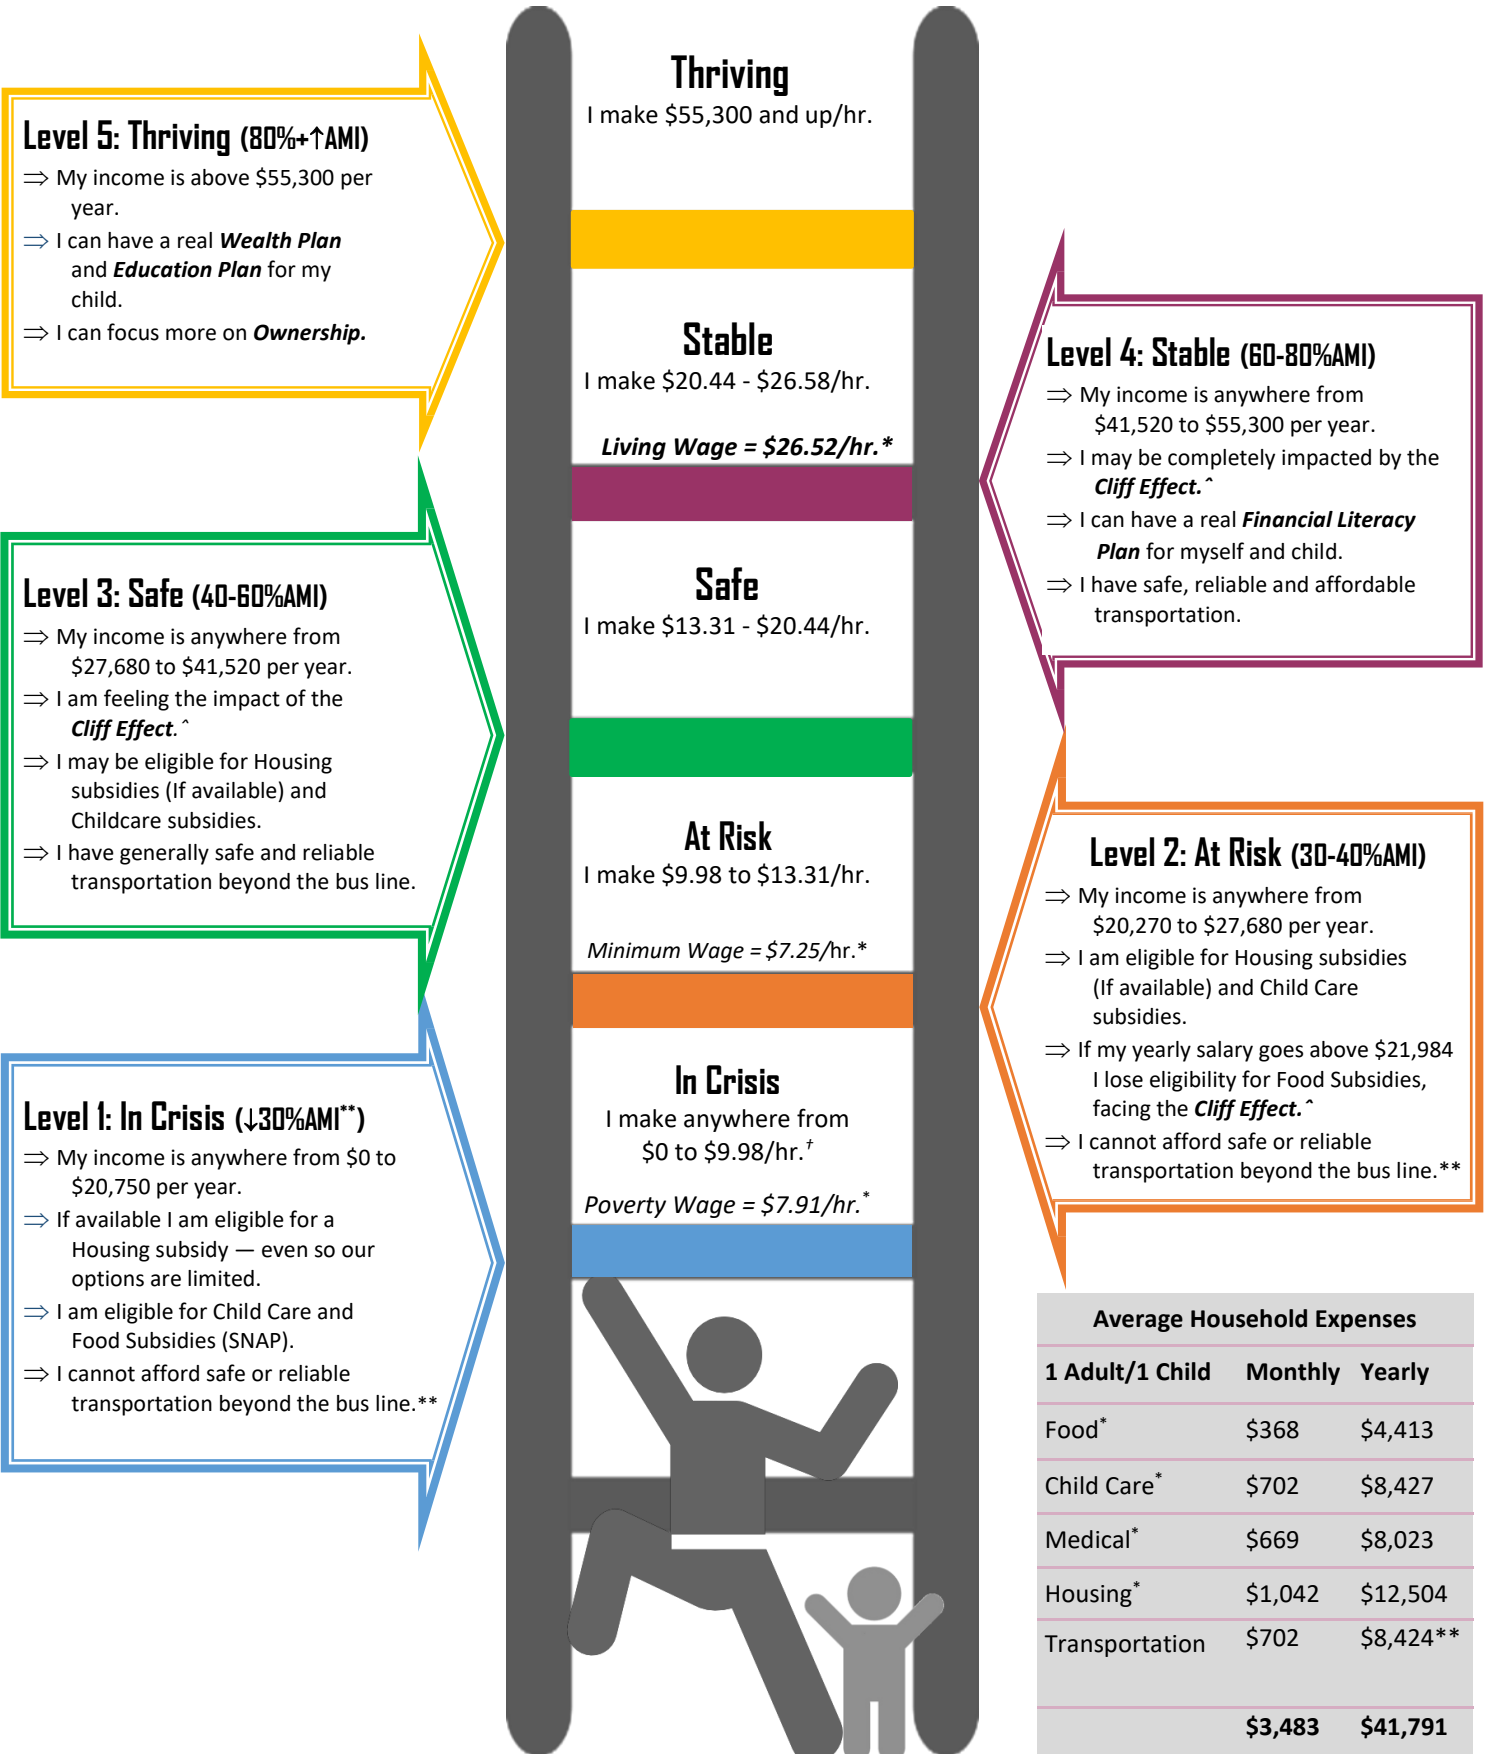 Thriving
I make $55,300 and up/hr.
Level 5: Thriving (80%+↑AMI)
⇒ My income is above $55,300 per
year.
⇒ I can have a real Wealth Plan
and Education Plan for my
child.
⇒ I can focus more on Ownership.
Stable
I make $20.44 - $26.58/hr.
Living Wage = $26.52/hr.*
Level 4: Stable (60-80%AMI)
⇒ My income is anywhere from
$41,520 to $55,300 per year.
⇒ I may be completely impacted by the
Cliff Effect.^
⇒ I can have a real Financial Literacy
Plan for myself and child.
⇒ I have safe, reliable and affordable
transportation.
Safe
I make $13.31 - $20.44/hr.
Level 3: Safe (40-60%AMI)
⇒ My income is anywhere from
$27,680 to $41,520 per year.
⇒ I am feeling the impact of the
Cliff Effect.^
⇒ I may be eligible for Housing
subsidies (If available) and
Childcare subsidies.
⇒ I have generally safe and reliable
transportation beyond the bus line.
At Risk
I make $9.98 to $13.31/hr.
Minimum Wage = $7.25/hr.*
Level 2: At Risk (30-40%AMI)
⇒ My income is anywhere from
$20,270 to $27,680 per year.
⇒ I am eligible for Housing subsidies
(If available) and Child Care
subsidies.
⇒ If my yearly salary goes above $21,984
I lose eligibility for Food Subsidies,
facing the Cliff Effect.^
⇒ I cannot afford safe or reliable
transportation beyond the bus line.**
In Crisis
I make anywhere from
$0 to $9.98/hr.†
Poverty Wage = $7.91/hr.*
Level 1: In Crisis (↓30%AMI**)
⇒ My income is anywhere from $0 to
$20,750 per year.
⇒ If available I am eligible for a
Housing subsidy — even so our
options are limited.
⇒ I am eligible for Child Care and
Food Subsidies (SNAP).
⇒ I cannot afford safe or reliable
transportation beyond the bus line.**
Average Household Expenses
1 Adult/1 Child Monthly Yearly
Food* $368 $4,413
Child Care* $702 $8,427
Medical* $669 $8,023
Housing* $1,042 $12,504
Transportation $702 $8,424**
$3,483 $41,791